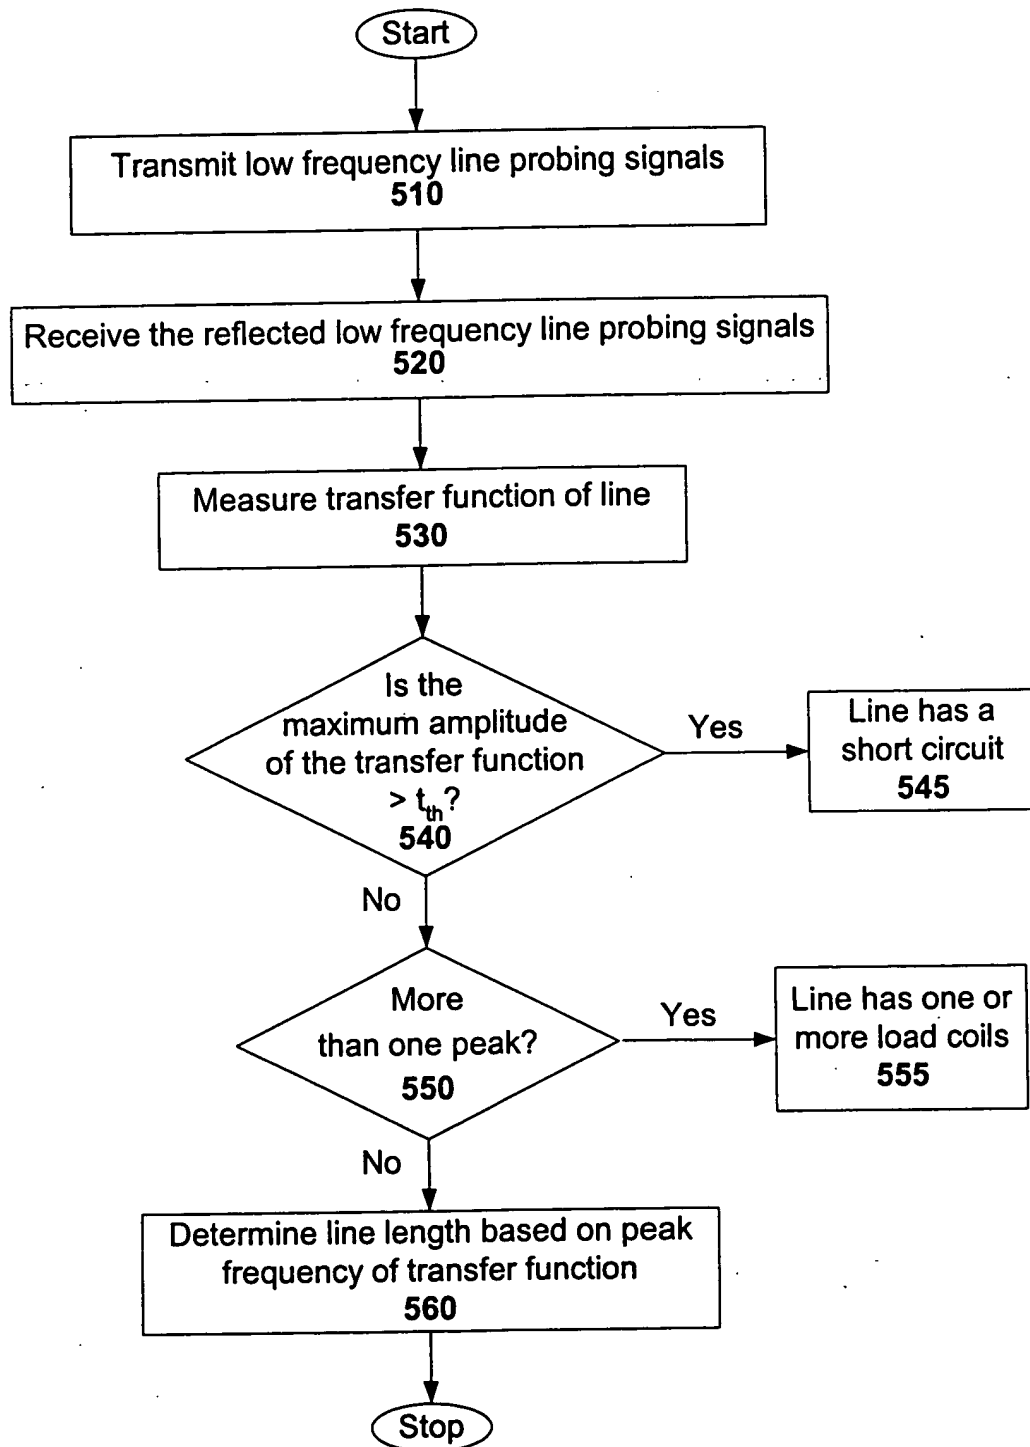 Start
Transmit low frequency line probing signals
510
Receive the reflected low frequency line probing signals
520
Measure transfer function of line
530
Is the
maximum amplitude
of the transfer function
> t_th?
540
Yes
Line has a
short circuit
545
No
More
than one peak?
550
Yes
Line has one or
more load coils
555
No
Determine line length based on peak
frequency of transfer function
560
Stop